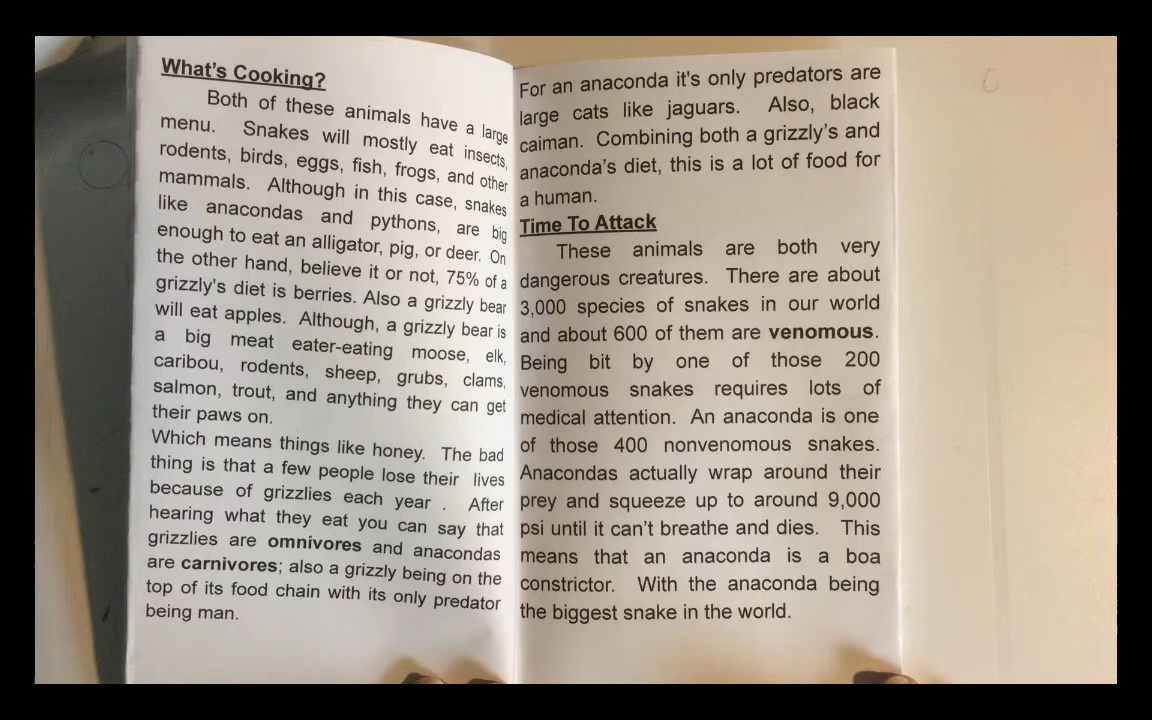 What's Cooking?
Both of these animals have a large
menu. Snakes will mostly eat insects,
rodents, birds, eggs, fish, frogs, and other
mammals. Although in this case, snakes
like anacondas and pythons, are big
enough to eat an alligator, pig, or deer. On
the other hand, believe it or not, 75% of a
grizzly's diet is berries. Also a grizzly bear
will eat apples. Although, a grizzly bear is
a big meat eater-eating moose, elk,
caribou, rodents, sheep, grubs, clams,
salmon, trout, and anything they can get
their paws on.
Which means things like honey. The bad
thing is that a few people lose their lives
because of grizzlies each year . After
hearing what they eat you can say that
grizzlies are omnivores and anacondas
are carnivores; also a grizzly being on the
top of its food chain with its only predator
being man.
For an anaconda it's only predators are
large cats like jaguars. Also, black
caiman. Combining both a grizzly's and
anaconda's diet, this is a lot of food for
a human.
Time To Attack
These animals are both very
dangerous creatures. There are about
3,000 species of snakes in our world
and about 600 of them are venomous.
Being bit by one of those 200
venomous snakes requires lots of
medical attention. An anaconda is one
of those 400 nonvenomous snakes.
Anacondas actually wrap around their
prey and squeeze up to around 9,000
psi until it can't breathe and dies. This
means that an anaconda is a boa
constrictor. With the anaconda being
the biggest snake in the world.